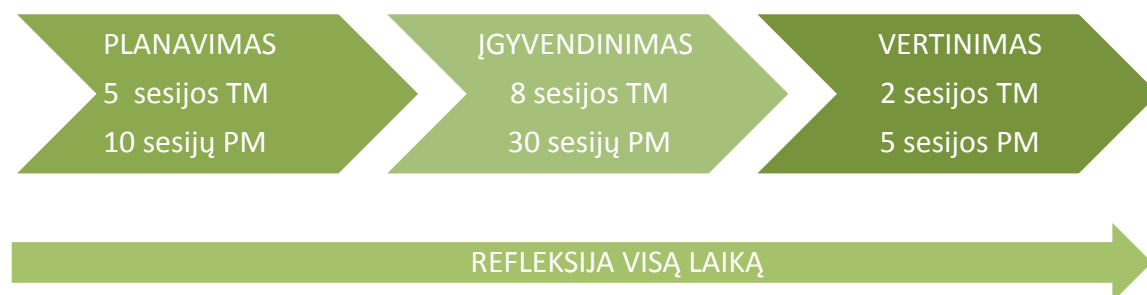 PLANAVIMAS
5 sesijos TM
10 sesijų PM
ĮGYVENDINIMAS
8 sesijos TM
30 sesijų PM
VERTINIMAS
2 sesijos TM
5 sesijos PM
REFLEKSIJA VISĄ LAIKĄ